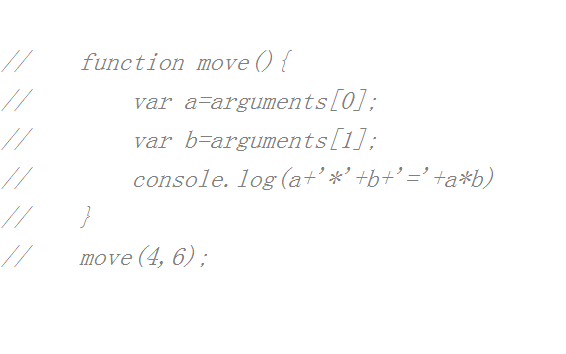 //    function move(){
//        var a=arguments[0];
//        var b=arguments[1];
//        console.log(a+'*'+b+'='+a*b)
//    }
//    move(4,6);